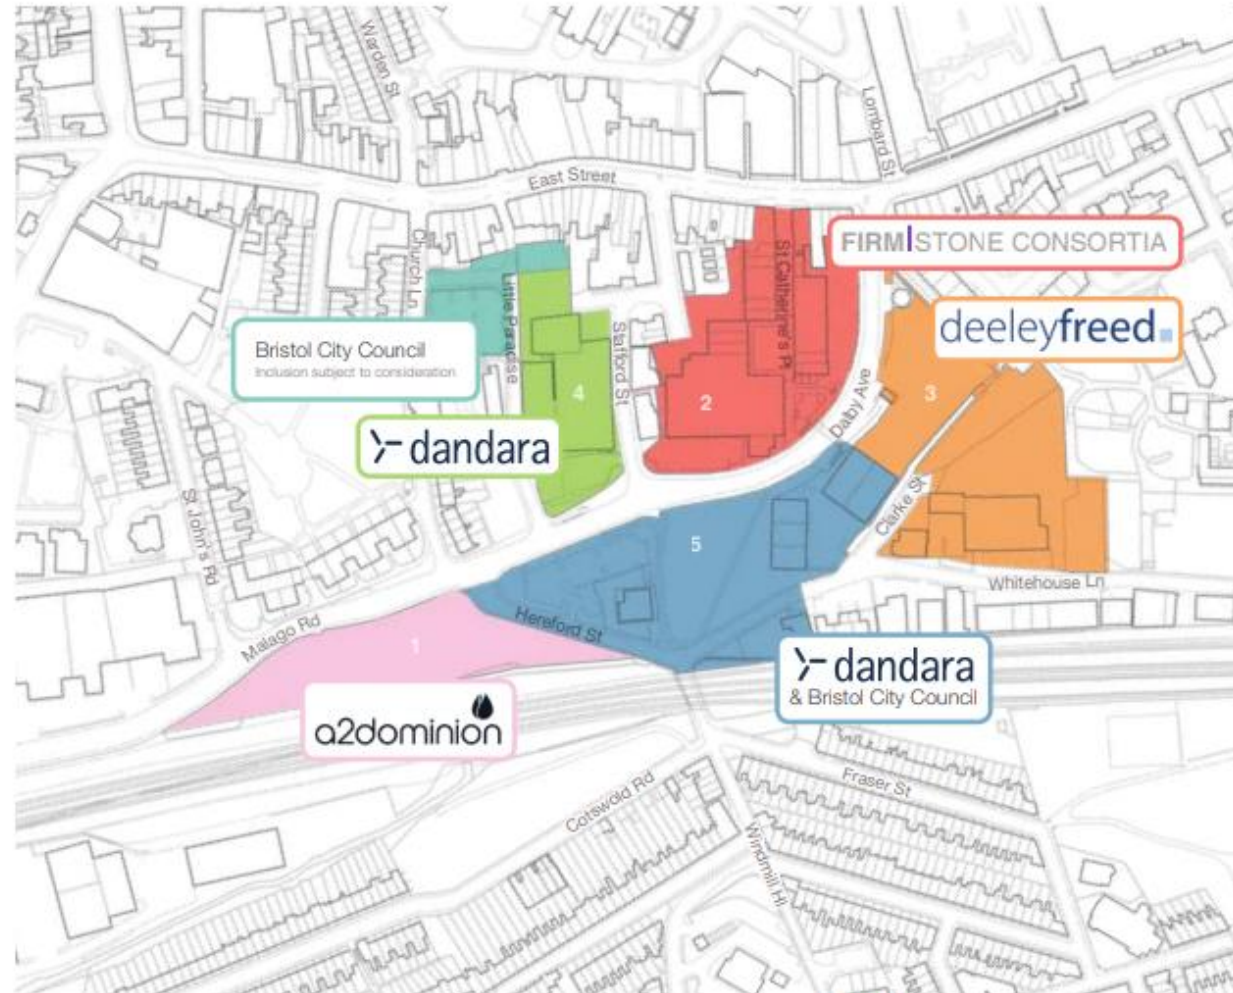 Warden St
Lombard St
East Street
Church Ln
FIRM|STONE CONSORTIA
St Catherine's Pl
Little Paradise
deeleyfreed.
Bristol City Council
Inclusion subject to consideration
Stafford St
4
2
3
Dalby Ave
dandara
St John's Rd
Clarke St
5
Whitehouse Ln
Hereford St
Malago Rd
1
dandara
& Bristol City Council
a2dominion
Fraser St
Cotswold Rd
Windmill Hl